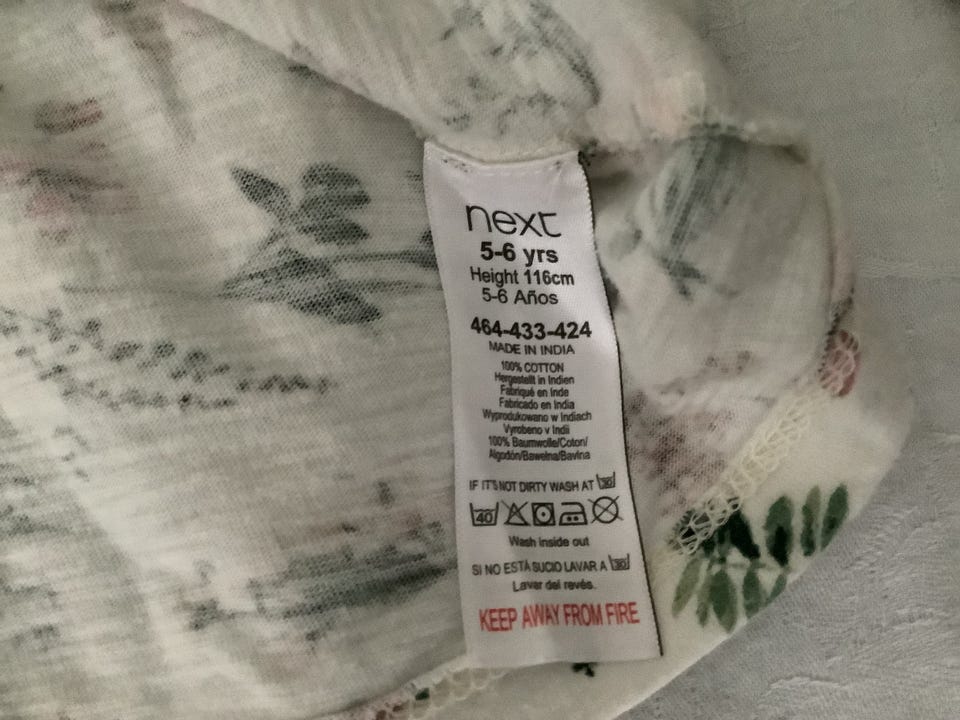 next
5-6 yrs
Height 116cm
5-6 Años
464-433-424
MADE IN INDIA
100% COTTON
Hergestellt in Indien
Fabriqué en Inde
Fabricado en India
Wyprodukowano w Indiach
Vyrobeno v Indii
100% Baumwolle/Coton/
Algodón/Bawełna/Bavlna
IF IT'S NOT DIRTY WASH AT 30
40
Wash inside out
SI NO ESTÁ SUCIO LAVAR A 30
Lavar del revés.
KEEP AWAY FROM FIRE